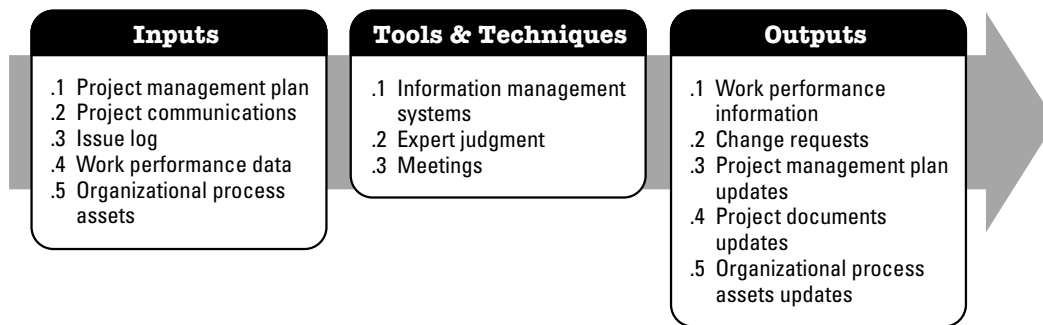 Inputs
.1 Project management plan
.2 Project communications
.3 Issue log
.4 Work performance data
.5 Organizational process
assets
Tools & Techniques
.1 Information management
systems
.2 Expert judgment
.3 Meetings
Outputs
.1 Work performance
information
.2 Change requests
.3 Project management plan
updates
.4 Project documents
updates
.5 Organizational process
assets updates